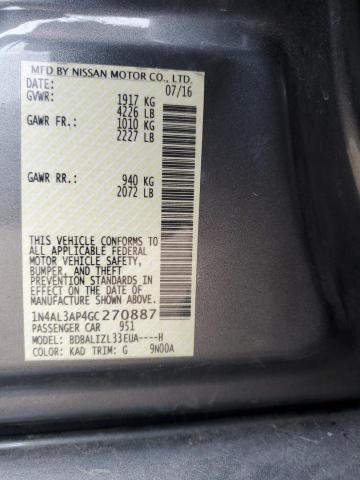 MFD BY NISSAN MOTOR CO., LTD.
DATE: 07/16
GVWR: 1917 KG
4226 LB
GAWR FR: 1010 KG
2227 LB
GAWR RR: 940 KG
2072 LB
THIS VEHICLE CONFORMS TO
ALL APPLICABLE FEDERAL
MOTOR VEHICLE SAFETY,
BUMPER, AND THEFT
PREVENTION STANDARDS IN
EFFECT ON THE DATE OF
MANUFACTURE SHOWN ABOVE.
1N4AL3AP4GC270887
PASSENGER CAR 951
MODEL: BDBALIZL33EUA----H
COLOR: KAD TRIM: G 9N00A